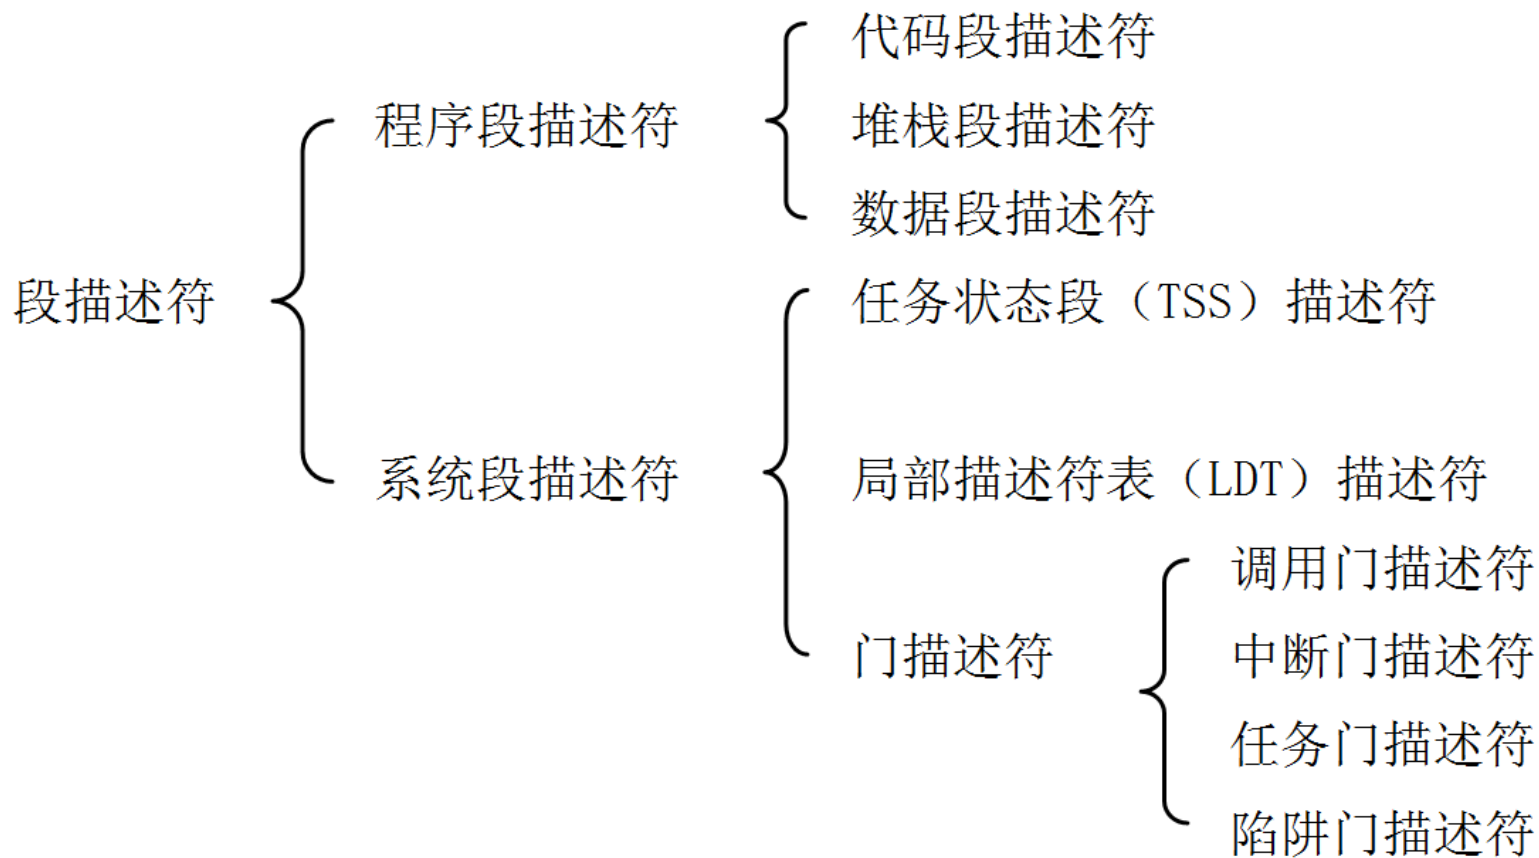 代码段描述符
程序段描述符
堆栈段描述符
数据段描述符
段描述符
任务状态段（TSS）描述符
系统段描述符
局部描述符表（LDT）描述符
调用门描述符
门描述符
中断门描述符
任务门描述符
陷阱门描述符